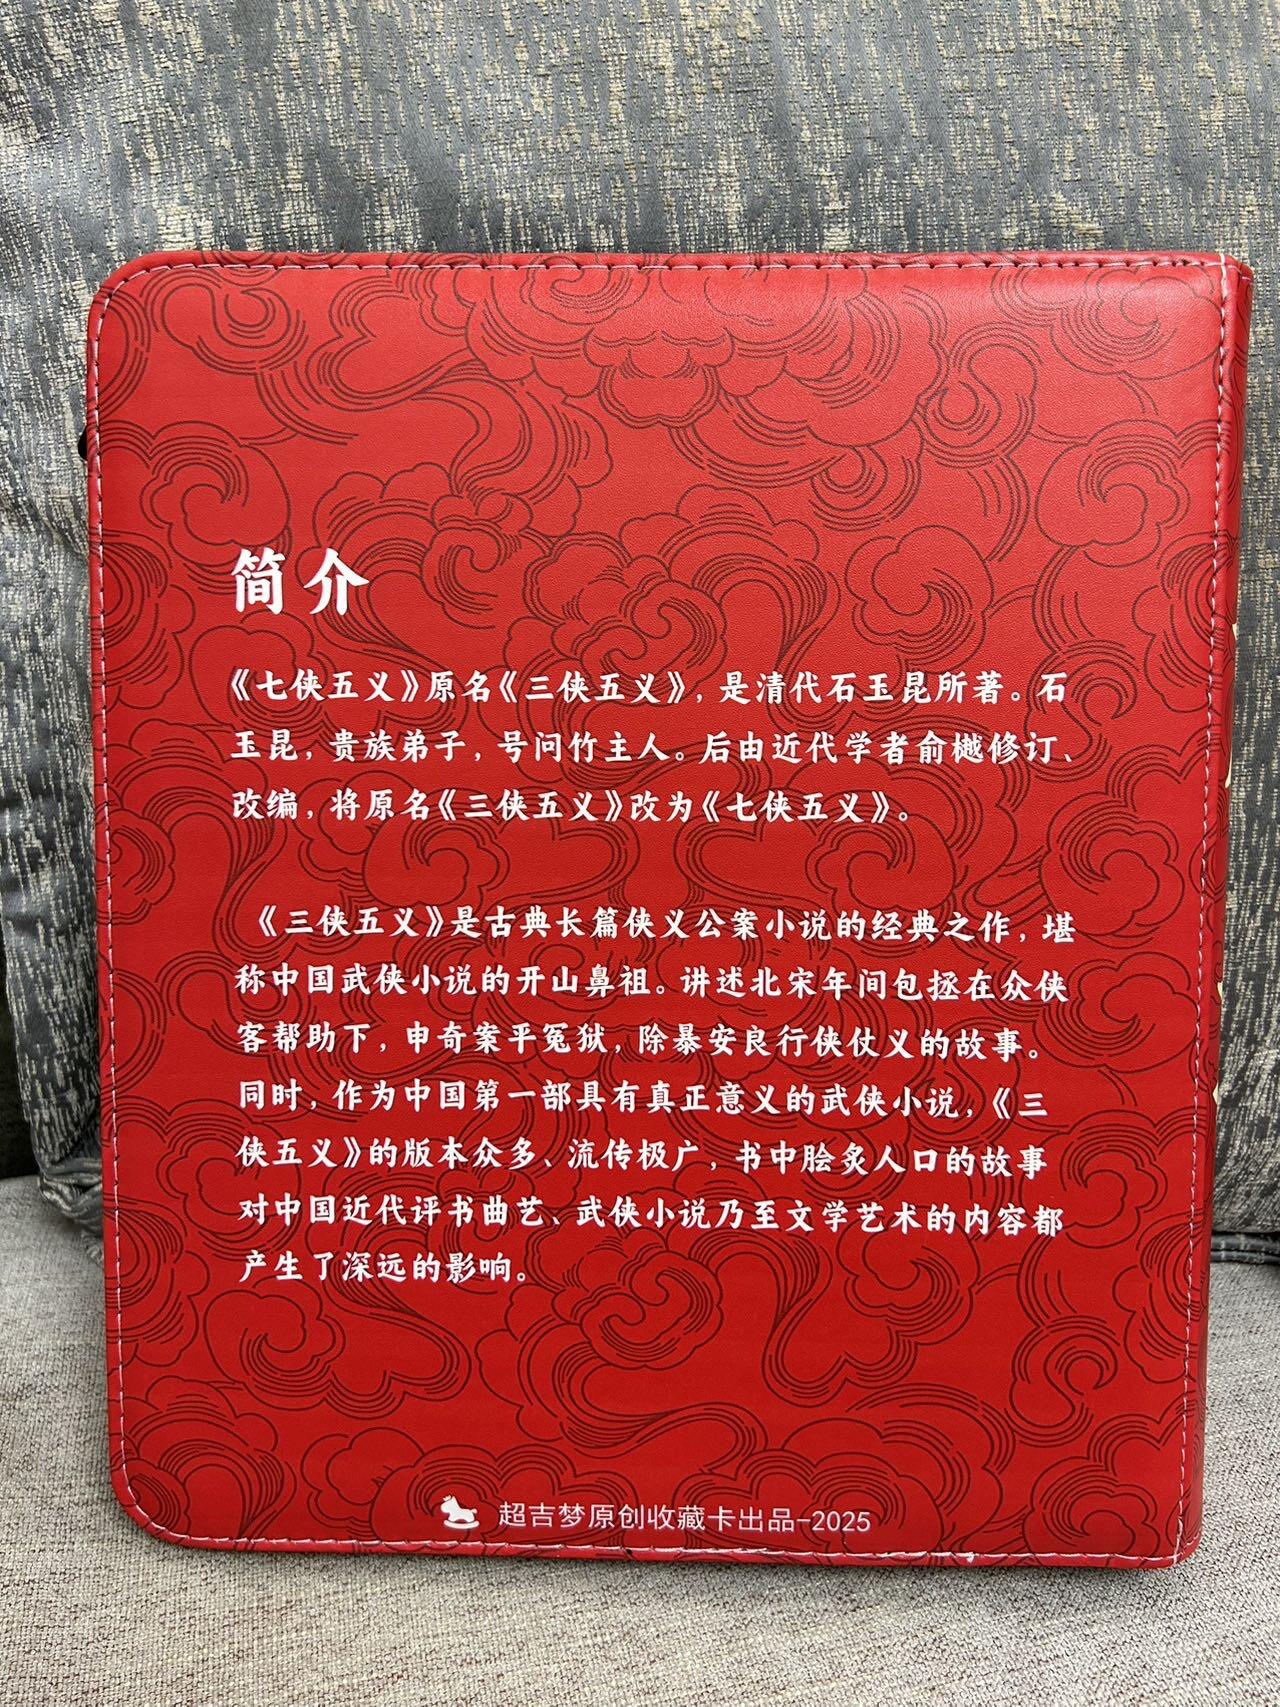 简介
《七侠五义》原名《三侠五义》，是清代石玉昆所著。石
玉昆，贵族弟子，号问竹主人。后由近代学者俞樾修订、
改编，将原名《三侠五义》改为《七侠五义》。
《三侠五义》是古典长篇侠义公案小说的经典之作，堪
称中国武侠小说的开山鼻祖。讲述北宋年间包拯在众侠
客帮助下，申奇案平冤狱，除暴安良行侠仗义的故事。
同时，作为中国第一部具有真正意义的武侠小说，《三
侠五义》的版本众多、流传极广，书中脍炙人口的故事
对中国近代评书曲艺、武侠小说乃至文学艺术的内容都
产生了深远的影响。
超吉梦原创收藏卡出品-2025